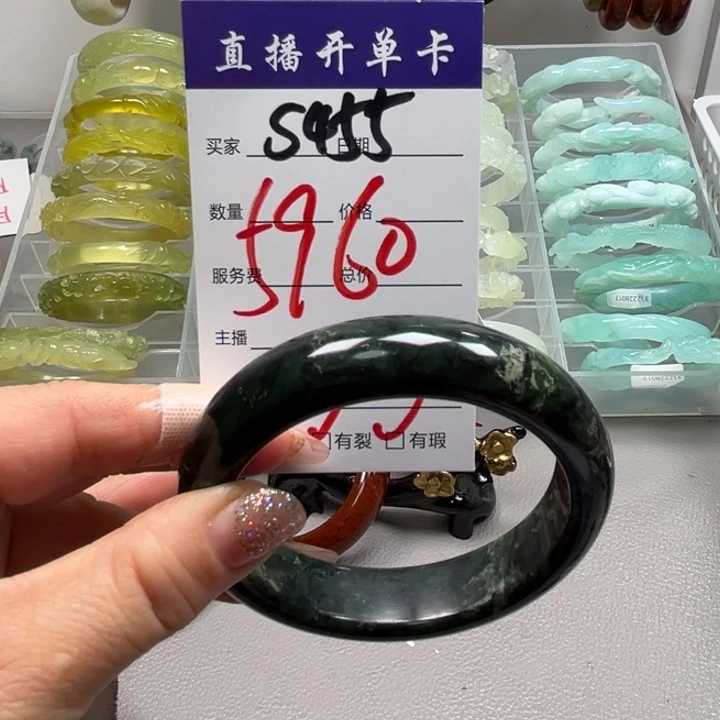 直播开单卡
买家 S455 日期
数量 价格
5960
服务费 总价
主播
有裂 有瑕